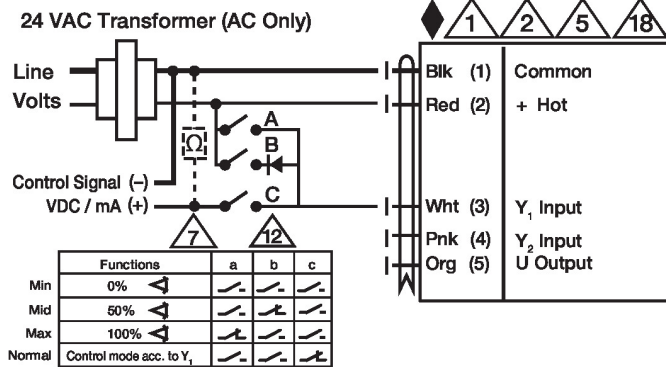 24 VAC Transformer (AC Only)
1 2 5 18
Line
Volts
Blk (1) Common
Red (2) + Hot
A
Ω
B
Control Signal (−)
VDC / mA (+)
C
Wht (3) Y1 Input
Pnk (4) Y2 Input
Org (5) U Output
7 12
Functions a b c
Min 0%
Mid 50%
Max 100%
Normal Control mode acc. to Y1